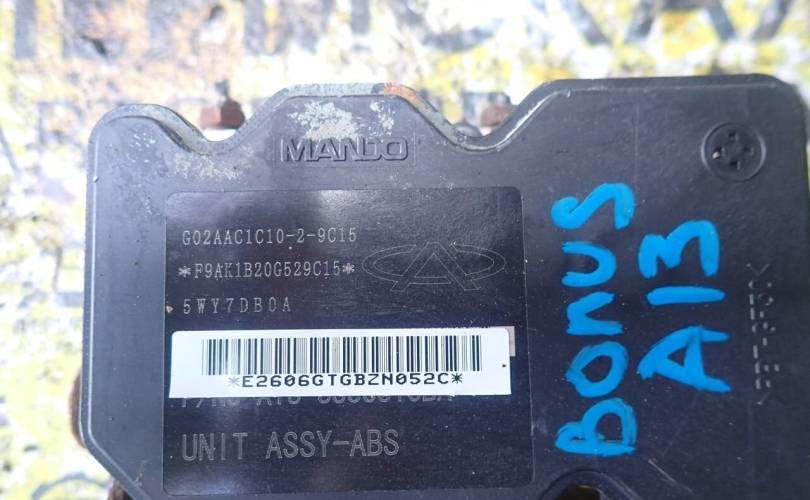 MANDO
G02AAC1C10-2-9C15
*F9AK1B20G529C15*
5WY7DB0A
*E2606GTGBZN052C*
UNIT ASSY-ABS
BONUS
A13